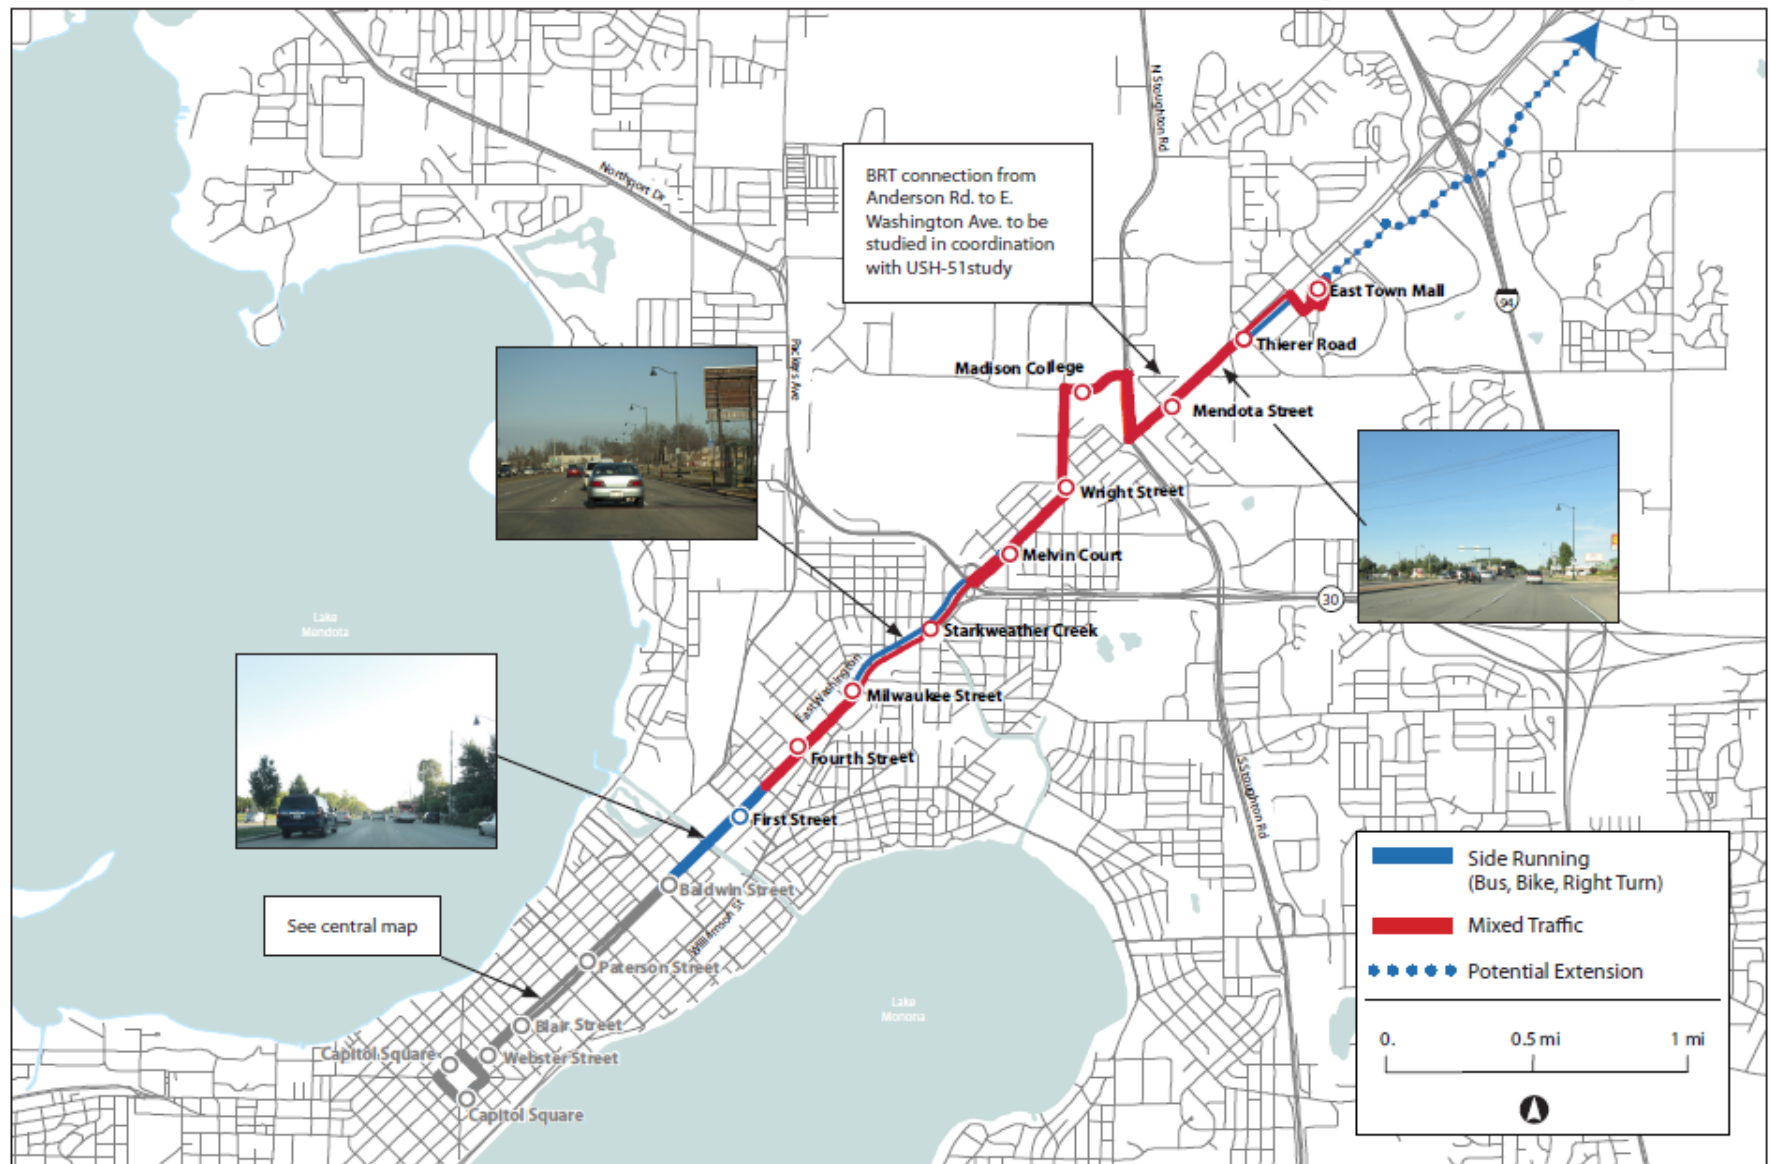 N Stoughton Rd
Northport Dr
BRT connection from
Anderson Rd. to E.
Washington Ave. to be
studied in coordination
with USH-51study
East Town Mall
94
Thierer Road
Packers Ave
Madison College
Mendota Street
Wright Street
Melvin Court
30
Lake
Mendota
Starkweather Creek
East Washington
Milwaukee Street
Fourth Street
S Stoughton Rd
First Street
Baldwin Street
Williamson St
See central map
Paterson Street
Lake
Monona
Blair Street
Capitol Square
Webster Street
Capitol Square
Side Running
(Bus, Bike, Right Turn)
Mixed Traffic
Potential Extension
0.
0.5 mi
1 mi